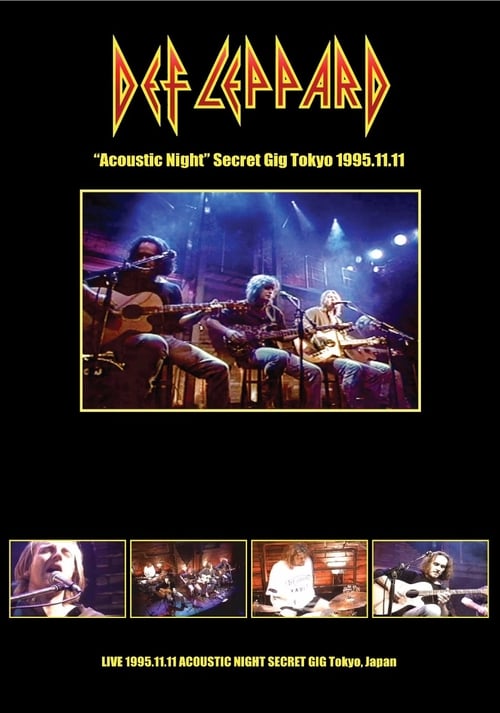 DEF LEPPARD
“Acoustic Night” Secret Gig Tokyo 1995.11.11
LIVE 1995.11.11 ACOUSTIC NIGHT SECRET GIG Tokyo, Japan